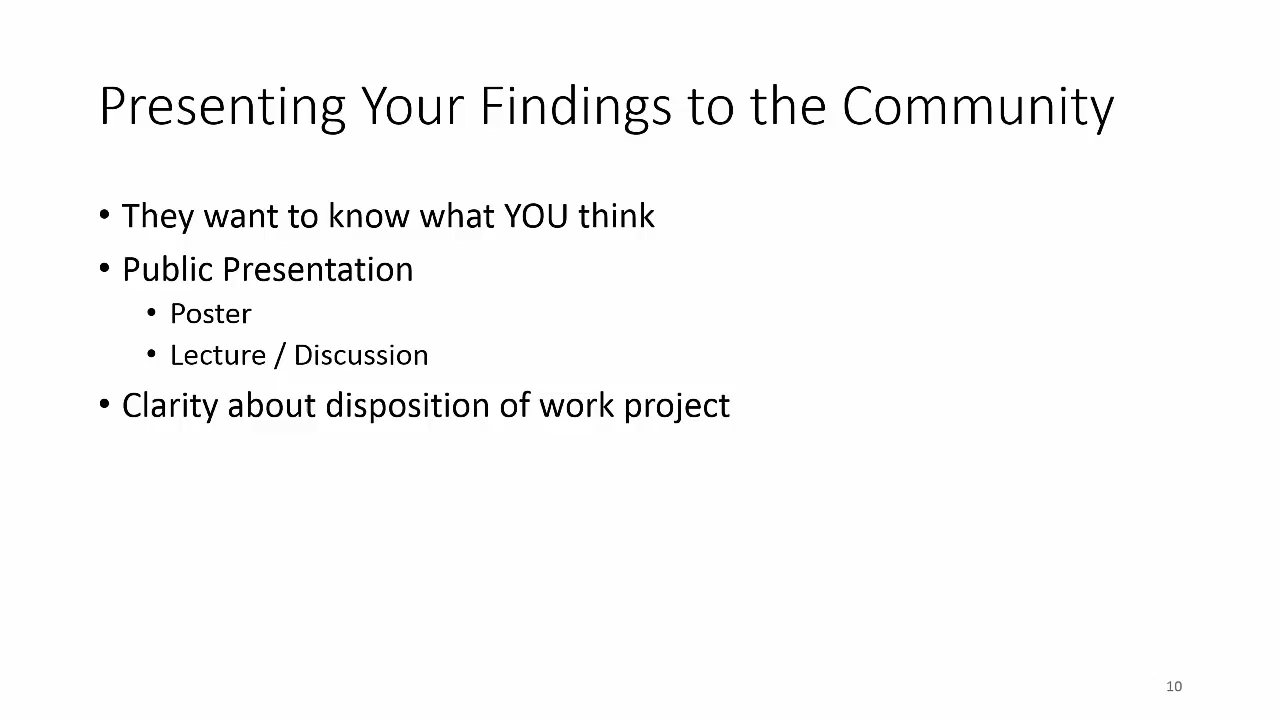 Presenting Your Findings to the Community
• They want to know what YOU think
• Public Presentation
• Poster
• Lecture / Discussion
• Clarity about disposition of work project
10